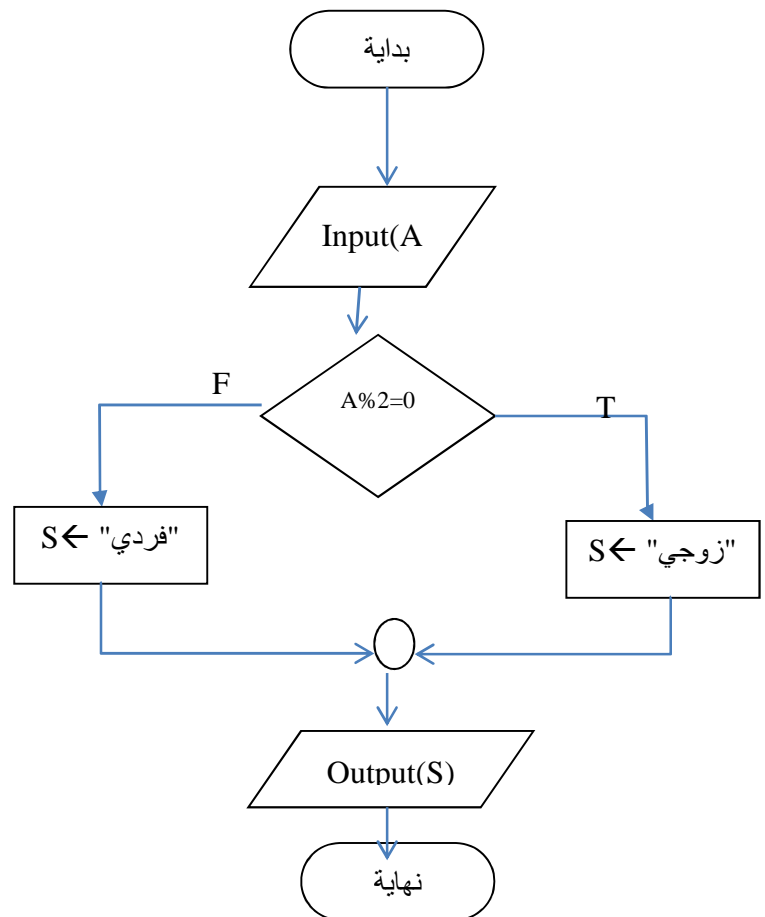 بداية
Input(A
A%2=0
F
T
S← "فردي"
S← "زوجي"
Output(S)
نهاية